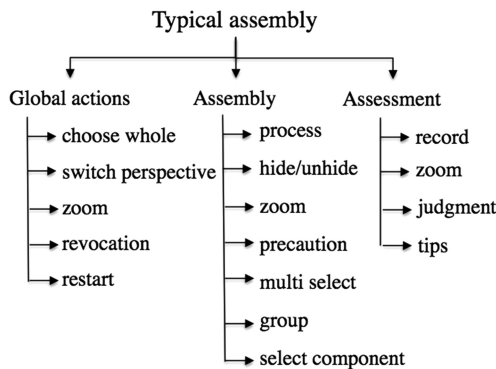 Typical assembly
Global actions
choose whole
switch perspective
zoom
revocation
restart
Assembly
process
hide/unhide
zoom
precaution
multi select
group
select component
Assessment
record
zoom
judgment
tips